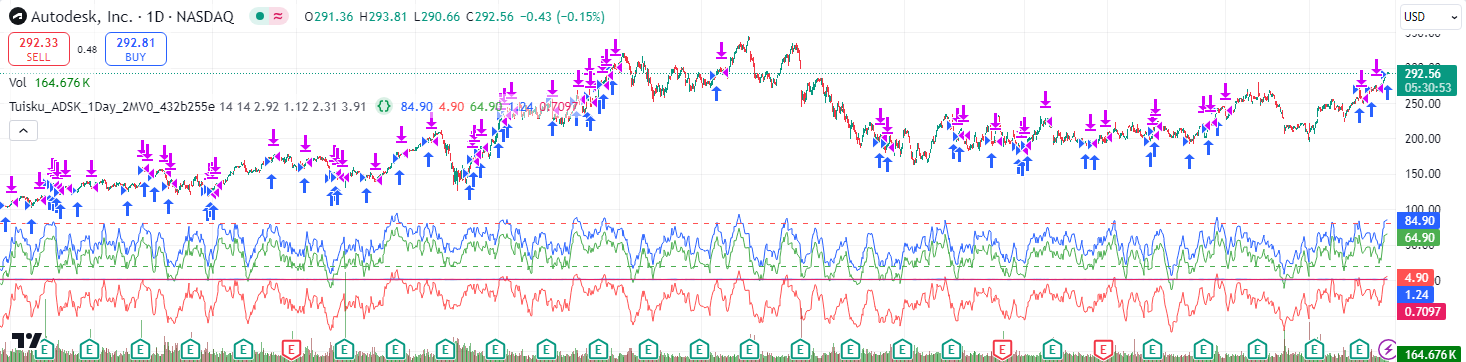 Autodesk, Inc. · 1D · NASDAQ O291.36 H293.81 L290.66 C292.56 −0.43 (−0.15%)
USD
292.33 SELL 0.48 292.81 BUY
Vol 164.676 K
Tuisku_ADSK_1Day_2MV0_432b255e 14 14 2.92 1.12 2.31 3.91 84.90 4.90 64.90 1.24 0.7097
292.56
05:30:53
250.00
200.00
150.00
100.00
84.90
64.90
4.90
1.24
0.7097
E E E E E E E E E E E E E E E E E E E E E E E E E E E
164.676 K